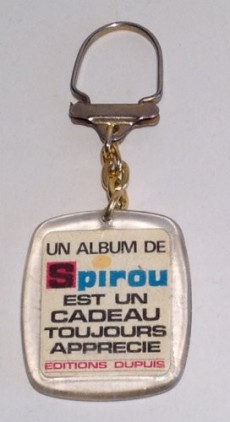 UN ALBUM DE
Spirou
EST UN
CADEAU
TOUJOURS
APPRECIE
EDITIONS DUPUIS